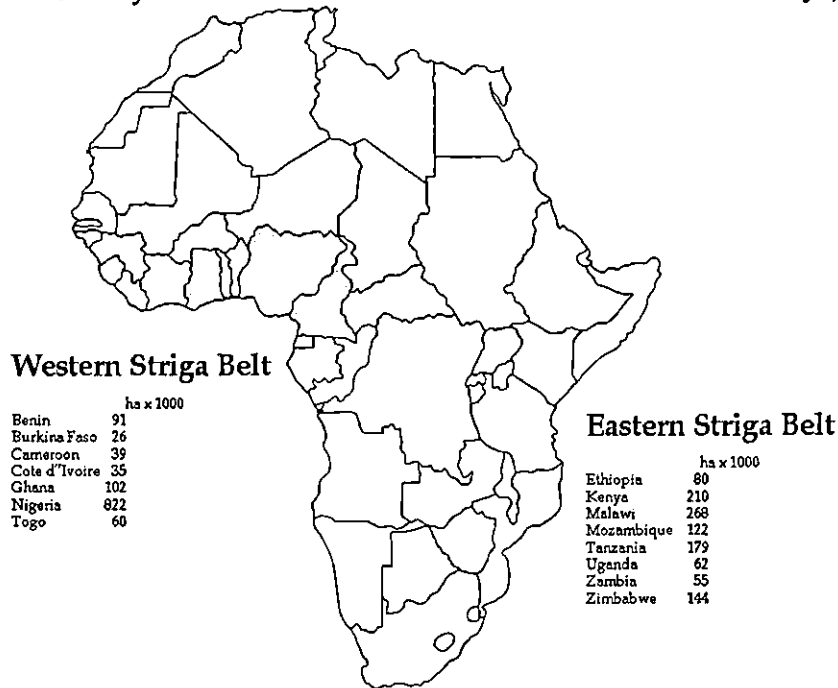 Western Striga Belt
ha x 1000
Benin 91
Burkina Faso 26
Cameroon 39
Cote d"Ivoire 35
Ghana 102
Nigeria 822
Togo 60
Eastern Striga Belt
ha x 1000
Ethiopia 80
Kenya 210
Malawi 268
Mozambique 122
Tanzania 179
Uganda 62
Zambia 55
Zimbabwe 144